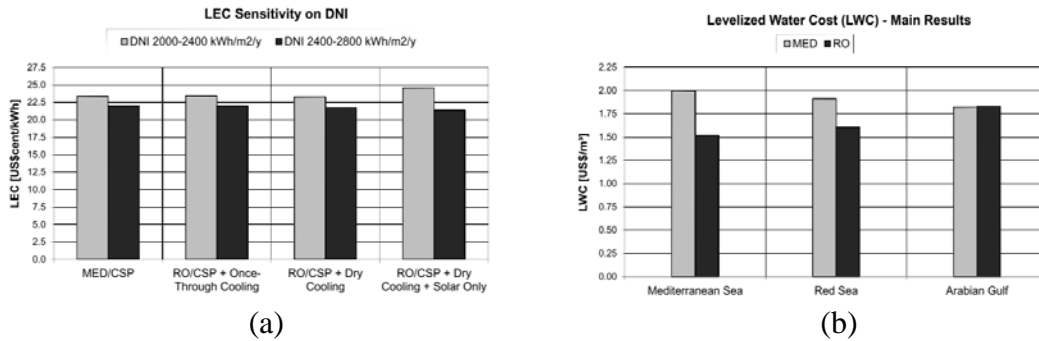 LEC Sensitivity on DNI
DNI 2000-2400 kWh/m2/y
DNI 2400-2800 kWh/m2/y
LEC [US$cent/kWh]
27.5
25.0
22.5
20.0
17.5
15.0
12.5
10.0
7.5
5.0
2.5
0.0
MED/CSP
RO/CSP + Once-
Through Cooling
RO/CSP + Dry
Cooling
RO/CSP + Dry
Cooling + Solar Only
(a)
Levelized Water Cost (LWC) - Main Results
MED
RO
LWC [US$/m³]
2.25
2.00
1.75
1.50
1.25
1.00
0.75
0.50
0.25
0.00
Mediterranean Sea
Red Sea
Arabian Gulf
(b)